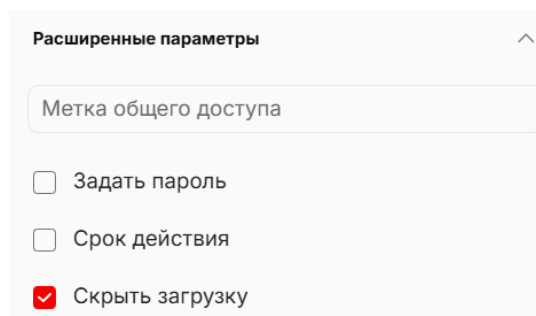 Расширенные параметры
Метка общего доступа
Задать пароль
Срок действия
Скрыть загрузку